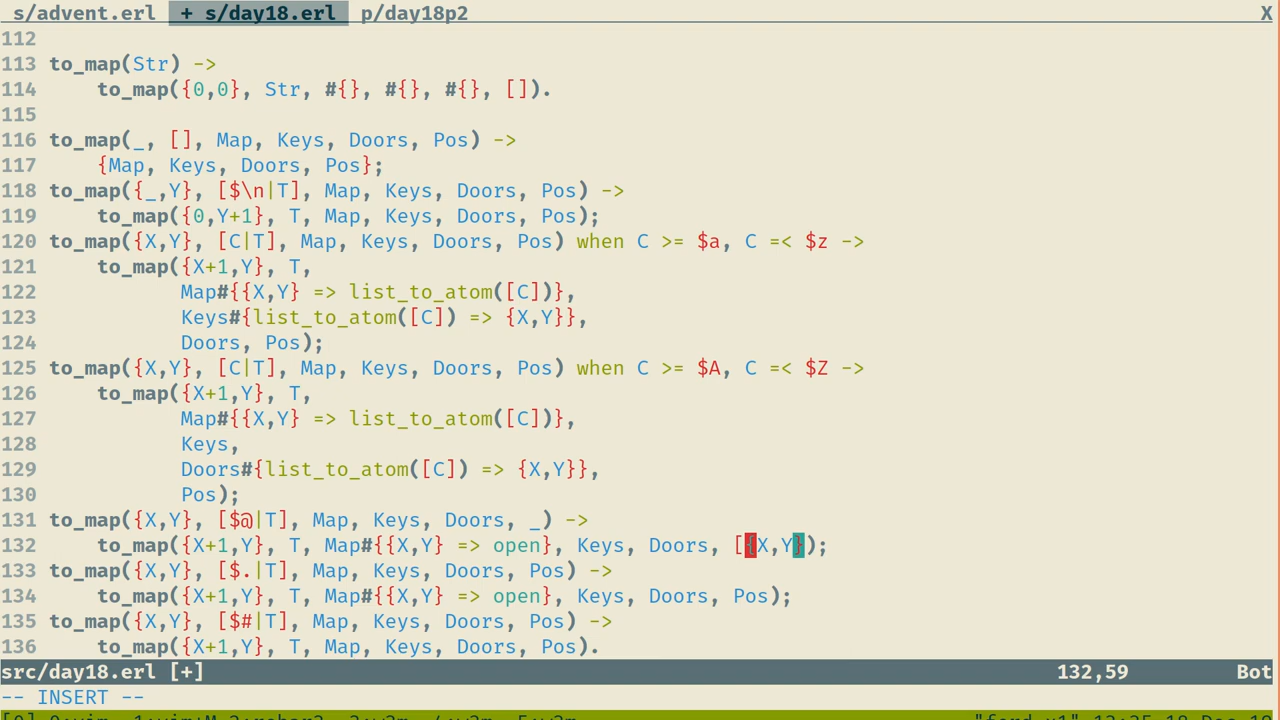 s/advent.erl + s/day18.erl p/day18p2 X
112
113 to_map(Str) ->
114 to_map({0,0}, Str, #{}, #{}, #{}, []).
115
116 to_map(_, [], Map, Keys, Doors, Pos) ->
117 {Map, Keys, Doors, Pos};
118 to_map({_,Y}, [$\n|T], Map, Keys, Doors, Pos) ->
119 to_map({0,Y+1}, T, Map, Keys, Doors, Pos);
120 to_map({X,Y}, [C|T], Map, Keys, Doors, Pos) when C >= $a, C =< $z ->
121 to_map({X+1,Y}, T,
122 Map#{{X,Y} => list_to_atom([C])},
123 Keys#{list_to_atom([C]) => {X,Y}},
124 Doors, Pos);
125 to_map({X,Y}, [C|T], Map, Keys, Doors, Pos) when C >= $A, C =< $Z ->
126 to_map({X+1,Y}, T,
127 Map#{{X,Y} => list_to_atom([C])},
128 Keys,
129 Doors#{list_to_atom([C]) => {X,Y}},
130 Pos);
131 to_map({X,Y}, [$@|T], Map, Keys, Doors, _) ->
132 to_map({X+1,Y}, T, Map#{{X,Y} => open}, Keys, Doors, [{X,Y});
133 to_map({X,Y}, [$.|T], Map, Keys, Doors, Pos) ->
134 to_map({X+1,Y}, T, Map#{{X,Y} => open}, Keys, Doors, Pos);
135 to_map({X,Y}, [$#|T], Map, Keys, Doors, Pos) ->
136 to_map({X+1,Y}, T, Map, Keys, Doors, Pos).
src/day18.erl [+] 132,59 Bot
-- INSERT --